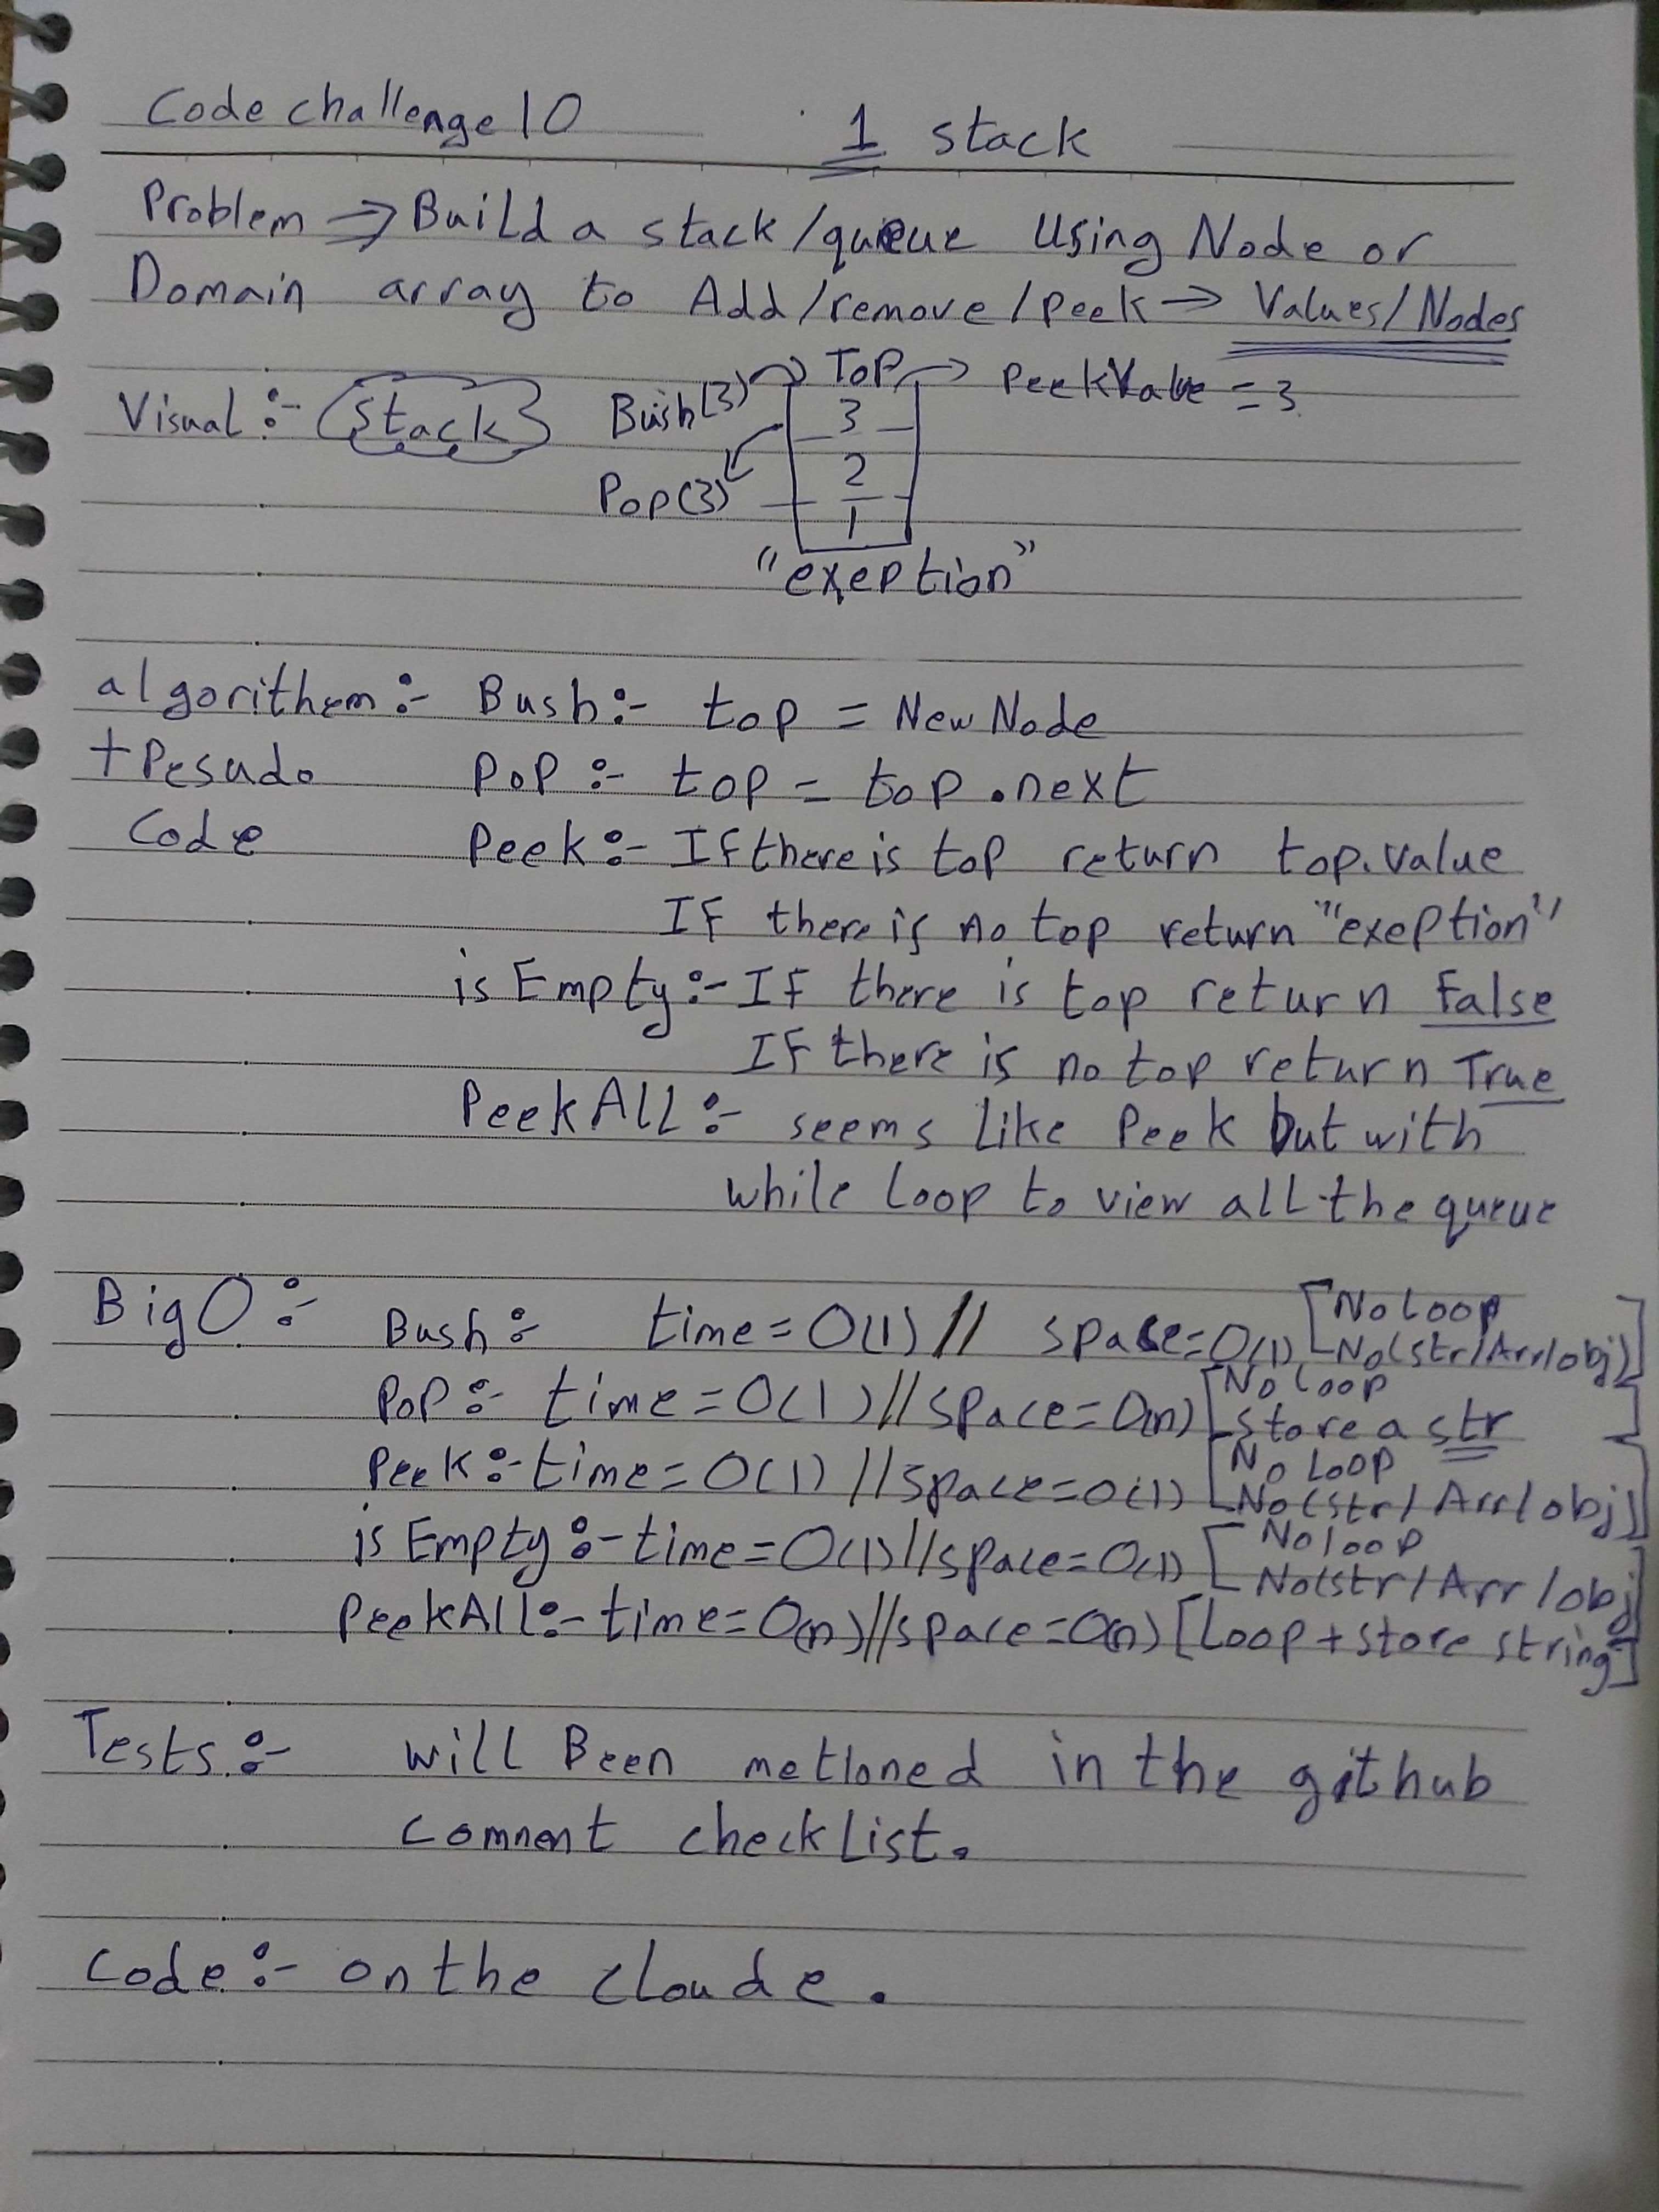 Code challenge 10 1 stack
Problem ⇒ Build a stack/queue Using Node or
Domain array to Add/remove/peek → Values/Nodes
Visual :- (stack) Bush(3) Top → PeekValue = 3
3
2
Pop(3)
1
"exeption"
algorithem :- Bush :- top = New Node
+ Pesudo Pop :- top = top.next
Code Peek :- If there is top return top.value
If there is no top return "exeption"
is Empty :- If there is top return False
If there is no top return True
PeekAll :- seems like Peek but with
while loop to view all the queue
Big O :- Bush :- time = O(1) // space = O(1) [No loop
No(str/Arr/obj)]
Pop :- time = O(1) // space = O(n) [No loop
store a str]
Peek :- time = O(1) // space = O(1) [No loop
No(str/Arr/obj)]
is Empty :- time = O(1) // space = O(1) [No loop
No(str/Arr/obj]
PeekAll :- time = O(n) // space = O(n) [Loop + store string]
Tests :- will Been metioned in the github
comment checklist.
Code :- on the cloude.